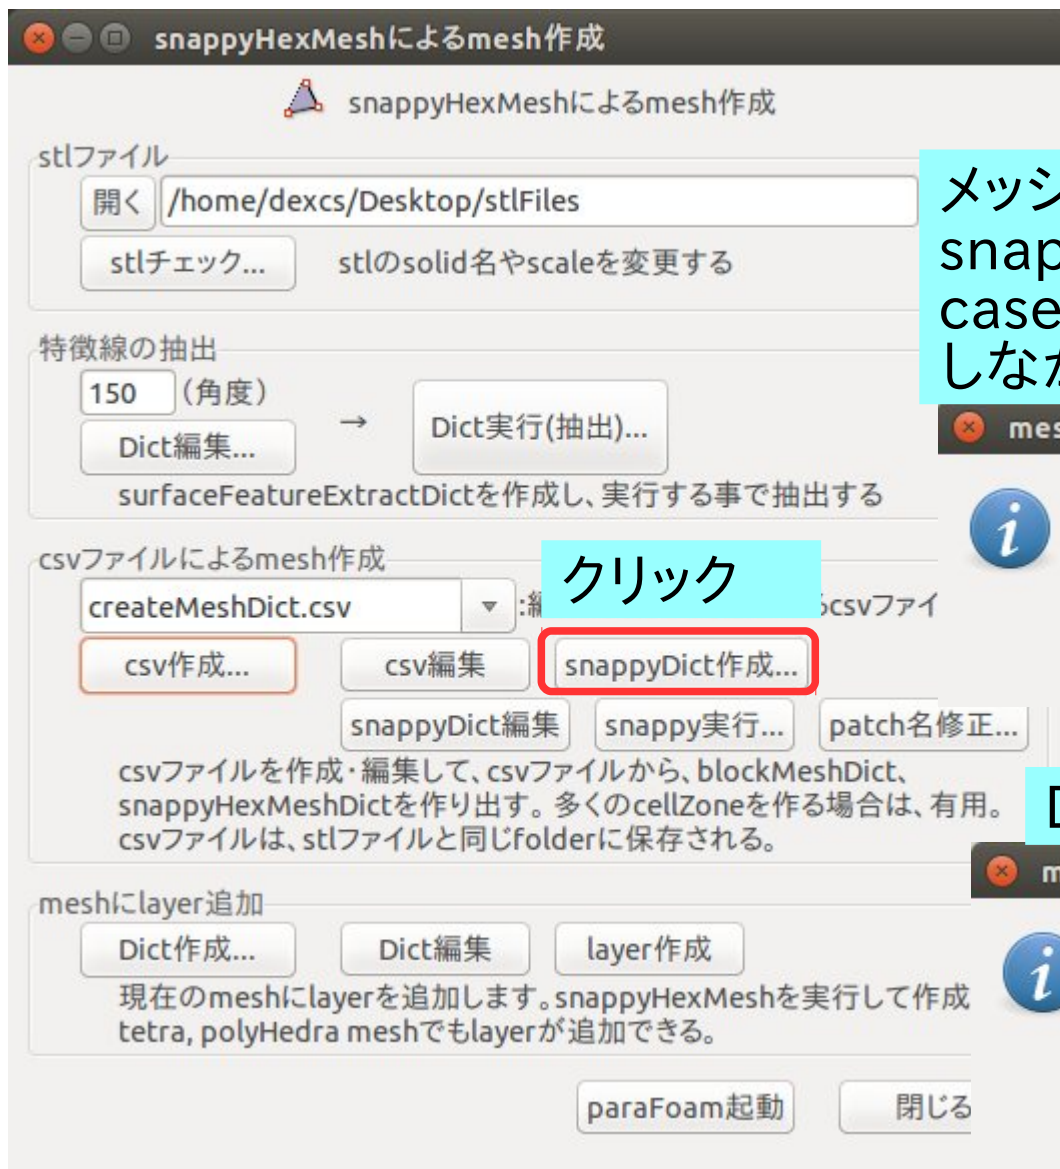 snappyHexMeshによるmesh作成
snappyHexMeshによるmesh作成
stlファイル
開く /home/dexcs/Desktop/stlFiles
stlチェック... stlのsolid名やscaleを変更する
メッシ
snap
case
しなが
特徴線の抽出
150 (角度)
Dict編集... → Dict実行(抽出)...
surfaceFeatureExtractDictを作成し、実行する事で抽出する
mes
csvファイルによるmesh作成
クリック
createMeshDict.csv :編 るcsvファイ
csv作成... csv編集 snappyDict作成...
snappyDict編集 snappy実行... patch名修正...
csvファイルを作成・編集して、csvファイルから、blockMeshDict、
snappyHexMeshDictを作り出す。多くのcellZoneを作る場合は、有用。
csvファイルは、stlファイルと同じfolderに保存される。
m
meshにlayer追加
Dict作成... Dict編集 layer作成
現在のmeshにlayerを追加します。snappyHexMeshを実行して作成
tetra, polyHedra meshでもlayerが追加できる。
paraFoam起動 閉じる